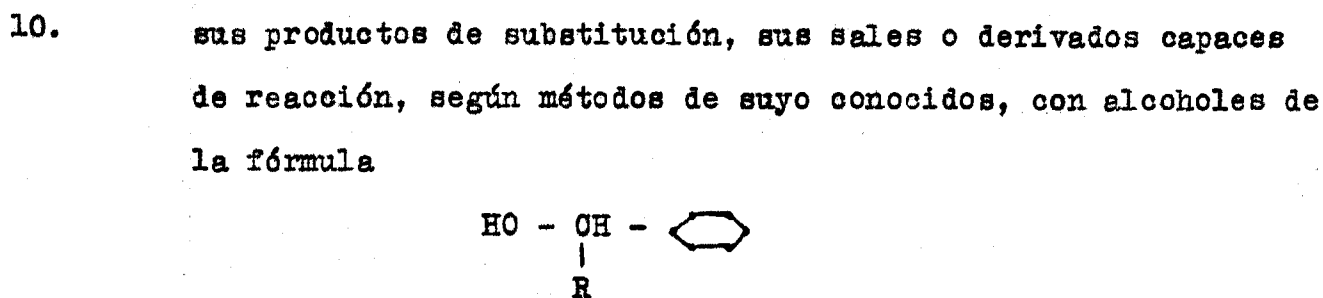 10. sus productos de substitución, sus sales o derivados capaces
de reacción, según métodos de suyo conocidos, con alcoholes de
la fórmula
HO - CH -
R